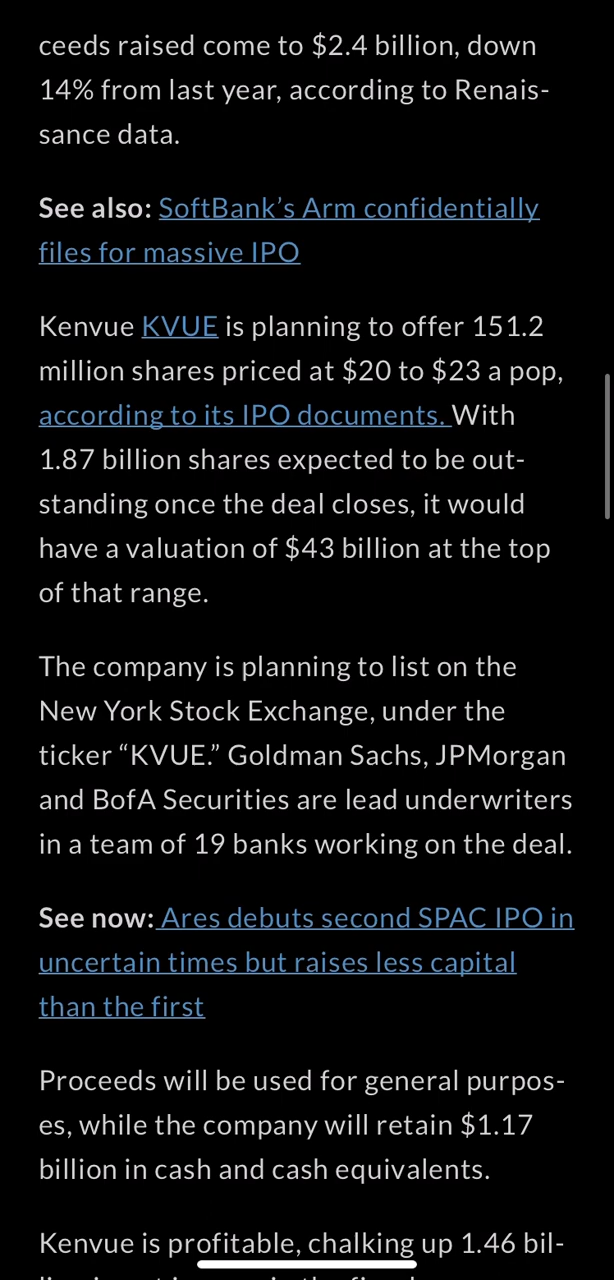 ceeds raised come to $2.4 billion, down
14% from last year, according to Renais-
sance data.
See also: SoftBank’s Arm confidentially
files for massive IPO
Kenvue KVUE is planning to offer 151.2
million shares priced at $20 to $23 a pop,
according to its IPO documents. With
1.87 billion shares expected to be out-
standing once the deal closes, it would
have a valuation of $43 billion at the top
of that range.
The company is planning to list on the
New York Stock Exchange, under the
ticker “KVUE.” Goldman Sachs, JPMorgan
and BofA Securities are lead underwriters
in a team of 19 banks working on the deal.
See now: Ares debuts second SPAC IPO in
uncertain times but raises less capital
than the first
Proceeds will be used for general purpos-
es, while the company will retain $1.17
billion in cash and cash equivalents.
Kenvue is profitable, chalking up 1.46 bil-